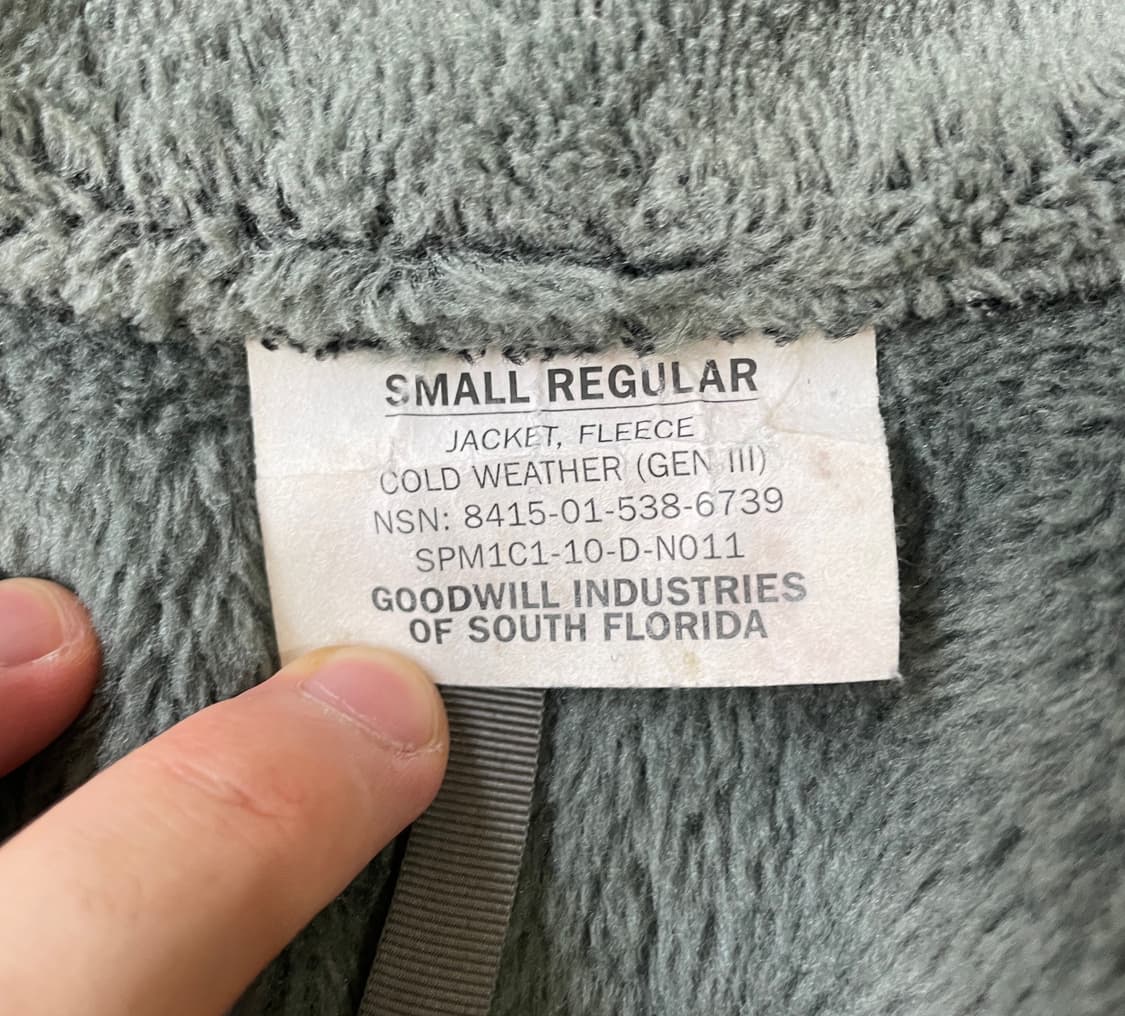 SMALL REGULAR
JACKET, FLEECE
COLD WEATHER (GEN III)
NSN: 8415-01-538-6739
SPM1C1-10-D-N011
GOODWILL INDUSTRIES
OF SOUTH FLORIDA